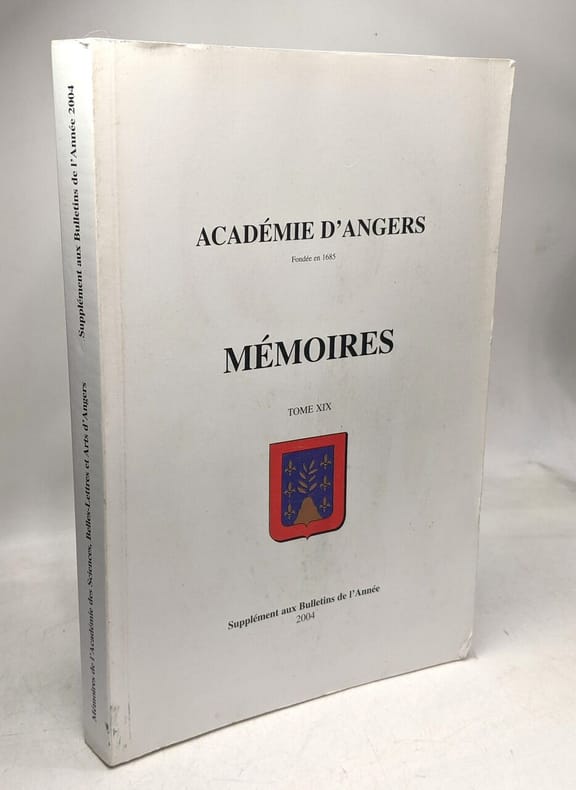 Supplément aux Bulletins de l'Année 2004
Mémoires de l'Académie des Sciences, Belles-Lettres et Arts d'Angers
ACADÉMIE D'ANGERS
Fondée en 1685
MÉMOIRES
TOME XIX
Supplément aux Bulletins de l'Année
2004